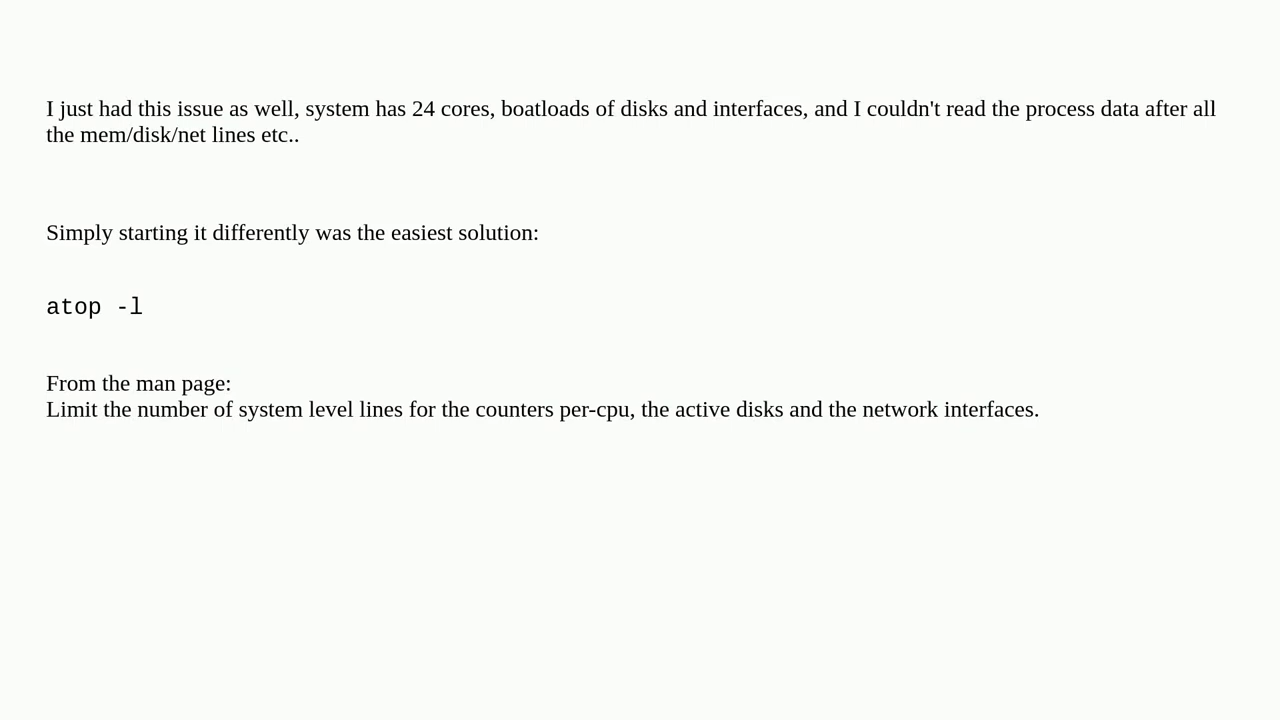 I just had this issue as well, system has 24 cores, boatloads of disks and interfaces, and I couldn't read the process data after all
the mem/disk/net lines etc..
Simply starting it differently was the easiest solution:
atop -l
From the man page:
Limit the number of system level lines for the counters per-cpu, the active disks and the network interfaces.